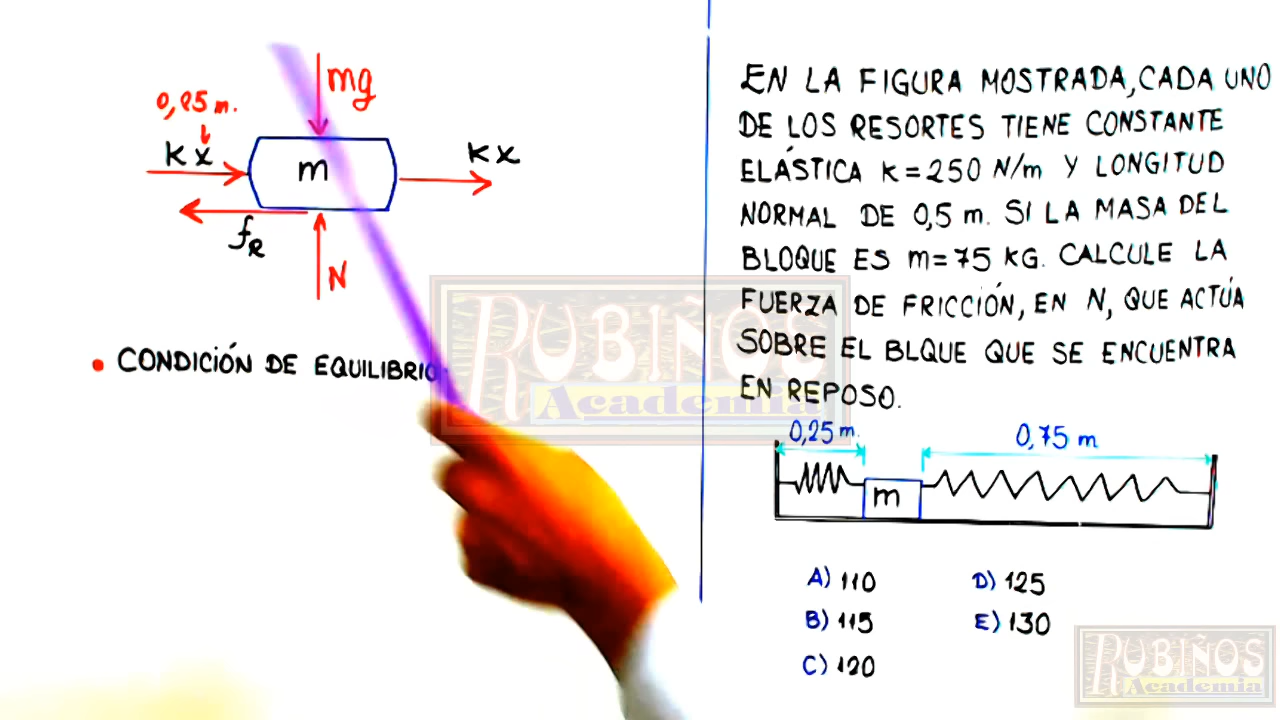 mg
0,25 m.
kx
m
kx
fR
N
• CONDICIÓN DE EQUILIBRIO
EN LA FIGURA MOSTRADA, CADA UNO
DE LOS RESORTES TIENE CONSTANTE
ELÁSTICA K=250 N/m Y LONGITUD
NORMAL DE 0,5 m. SI LA MASA DEL
BLOQUE ES m=75 KG. CALCULE LA
FUERZA DE FRICCIÓN, EN N, QUE ACTÚA
SOBRE EL BLQUE QUE SE ENCUENTRA
EN REPOSO.
0,25 m.
0,75 m
m
A) 110
D) 125
B) 115
E) 130
C) 120
RUBIÑOS
Academia
RUBIÑOS
Academia